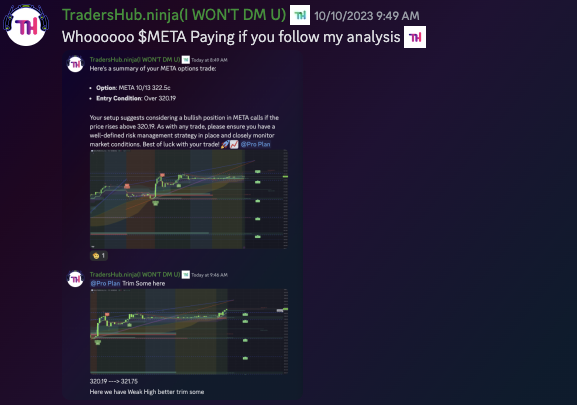 TradersHub.ninja(I WON'T DM U) TH 10/10/2023 9:49 AM
Whoooooo $META Paying if you follow my analysis TH
TradersHub.ninja(I WON'T DM U) Today at 8:49 AM
Here's a summary of your META options trade:
• Option: META 10/13 322.5c
• Entry Condition: Over 320.19
Your setup suggests considering a bullish position in META calls if the
price rises above 320.19. As with any trade, please ensure you have a
well-defined risk management strategy in place and closely monitor
market conditions. Best of luck with your trade! 🚀📈 @Pro Plan
1
TradersHub.ninja(I WON'T DM U) Today at 9:46 AM
@Pro Plan Trim Some here
320.19 ---> 321.75
Here we have Weak High better trim some